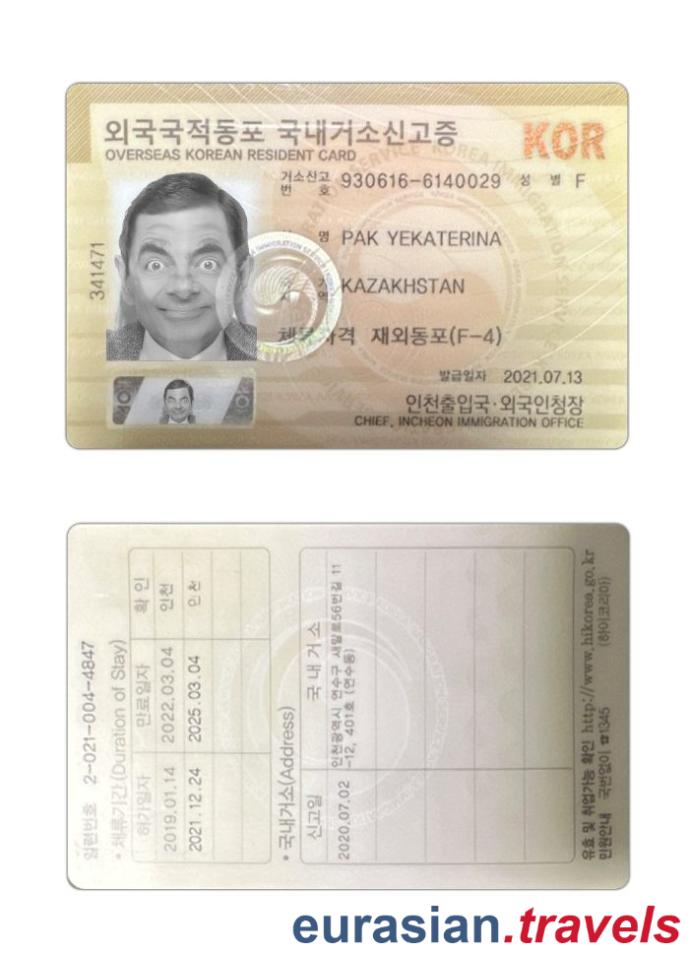 외국국적동포 국내거소신고증
KOR
OVERSEAS KOREAN RESIDENT CARD
거소신고
번 호 930616-6140029 성 별 F
명 PAK YEKATERINA
341471
KAZAKHSTAN
체류자격 재외동포(F-4)
발급일자 2021.07.13
인천출입국·외국인청장
CHIEF, INCHEON IMMIGRATION OFFICE
일련번호 2-021-004-4847
* 체류기간(Duration of Stay)
허가일자 만료일자 확 인
2019.01.14 2022.03.04 인천
2021.12.24 2025.03.04 인천
* 국내거소(Address)
신고일 국 내 거 소
2020.07.02 인천광역시 연수구 새말로56번길 11
-12, 401호 (연수동)
유효 및 취업가능 확인 http://www.hikorea.go.kr
민원안내 국번없이 ☎1345 (하이코리아)
eurasian.travels